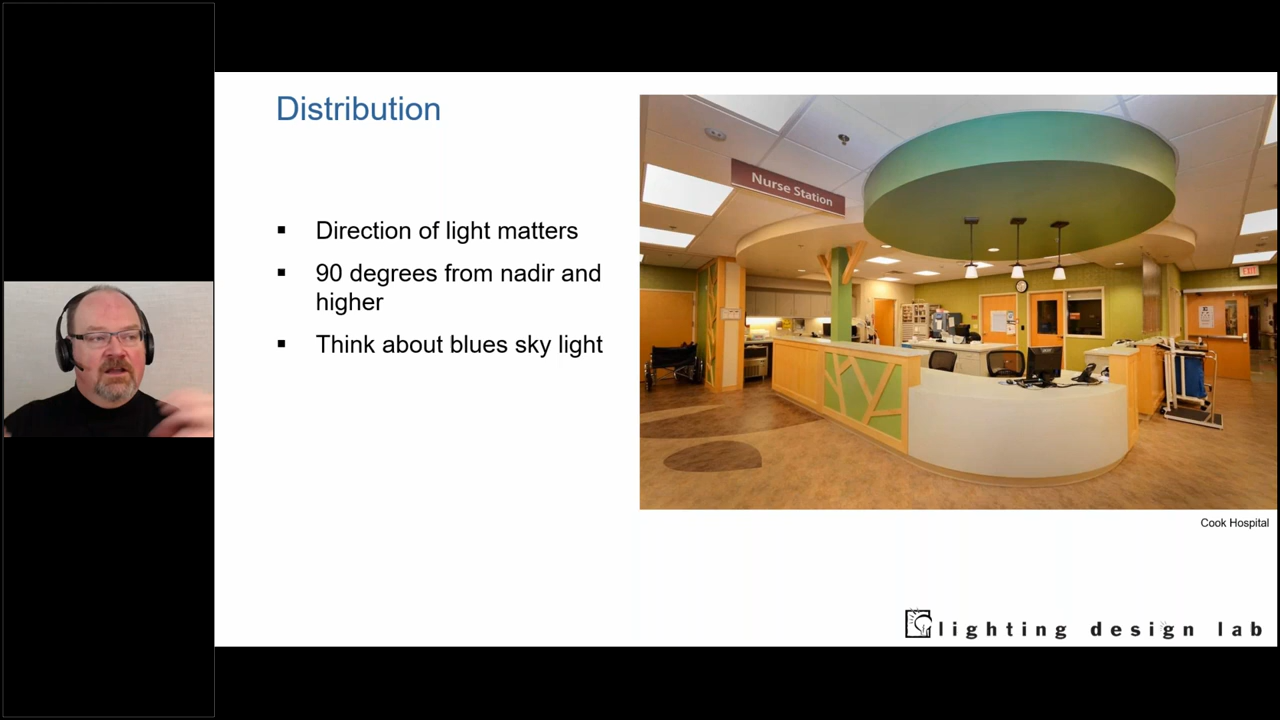 Distribution
▪ Direction of light matters
▪ 90 degrees from nadir and
higher
▪ Think about blues sky light
Nurse Station
EXIT
Cook Hospital
lighting design lab